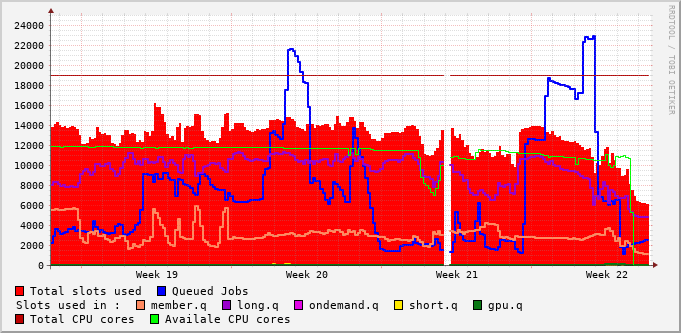 RRDTOOL / TOBI OETIKER
24000
22000
20000
18000
16000
14000
12000
10000
8000
6000
4000
2000
0
Week 19 Week 20 Week 21 Week 22
Total slots used Queued Jobs
Slots used in : member.q long.q ondemand.q short.q gpu.q
Total CPU cores Availale CPU cores